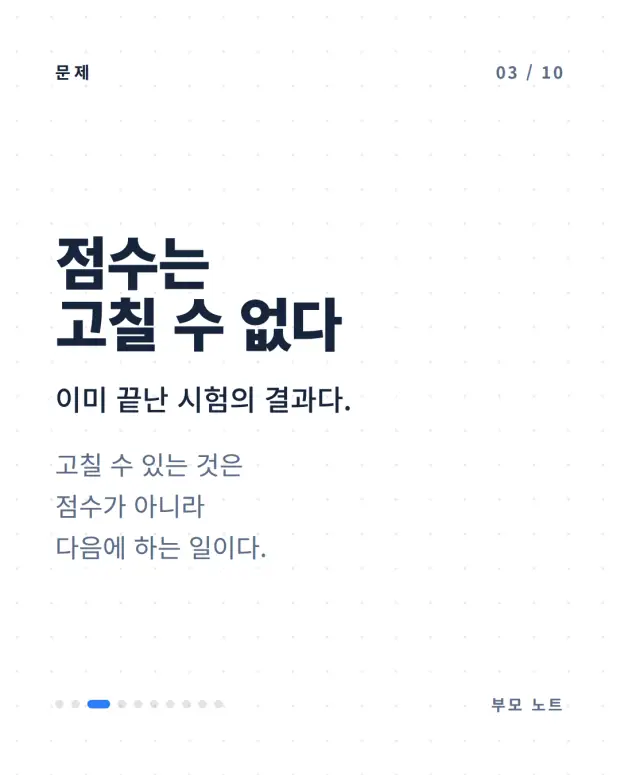 문제
03 / 10
점수는
고칠 수 없다
이미 끝난 시험의 결과다.
고칠 수 있는 것은
점수가 아니라
다음에 하는 일이다.
부모 노트